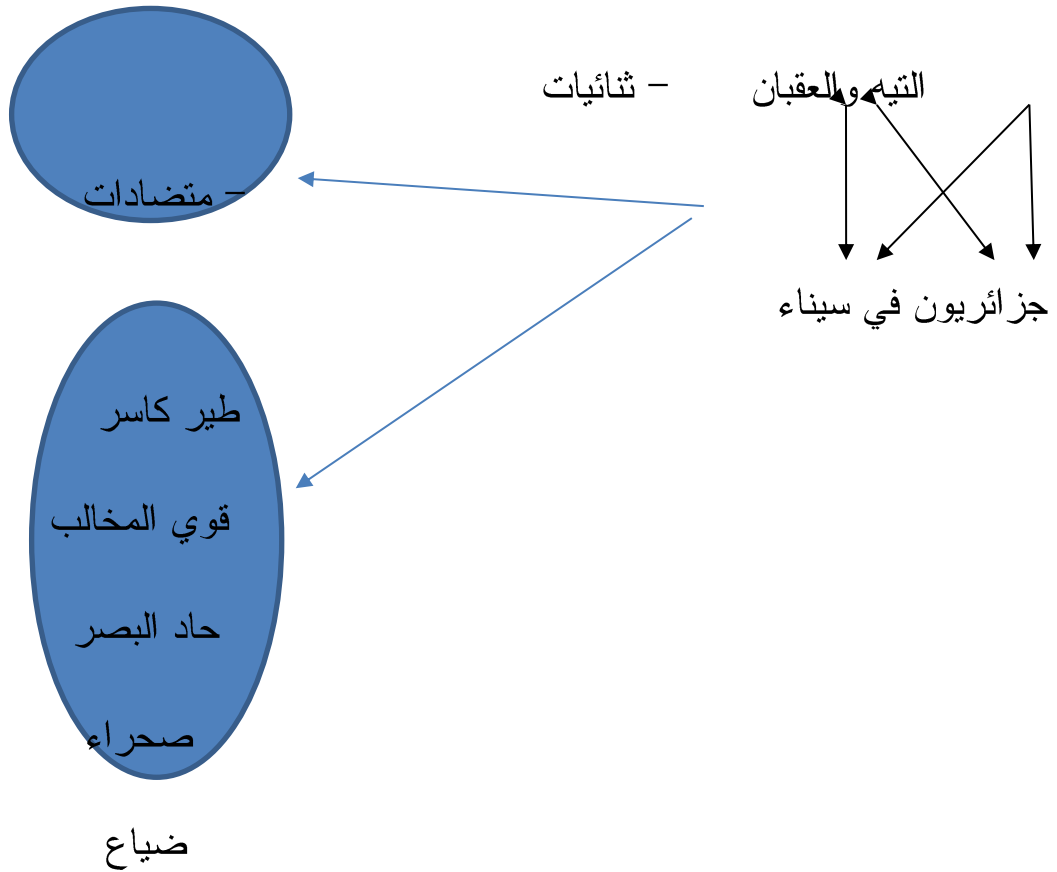 التيه والعقبان – ثنائيات
– متضادات
جزائريون في سيناء
طير كاسر
قوي المخالب
حاد البصر
صحراء
ضياع